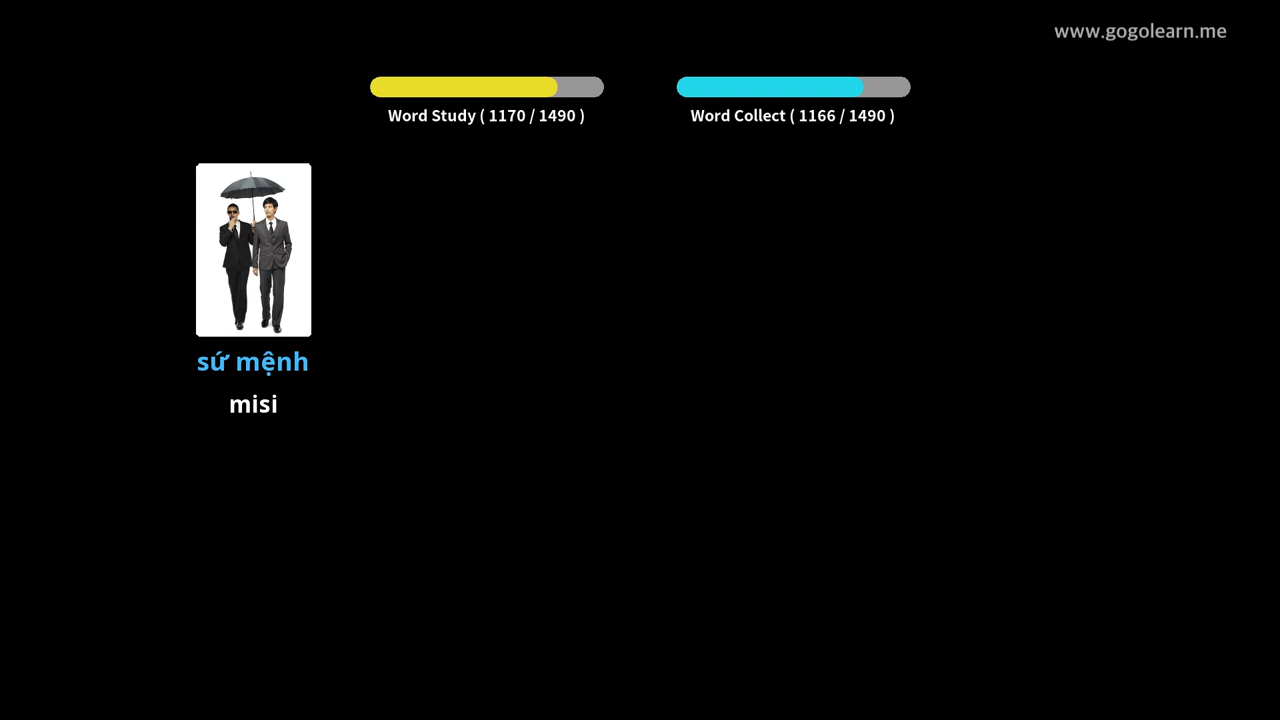 www.gogolearn.me
Word Study ( 1170 / 1490 )
Word Collect ( 1166 / 1490 )
sứ mệnh
misi